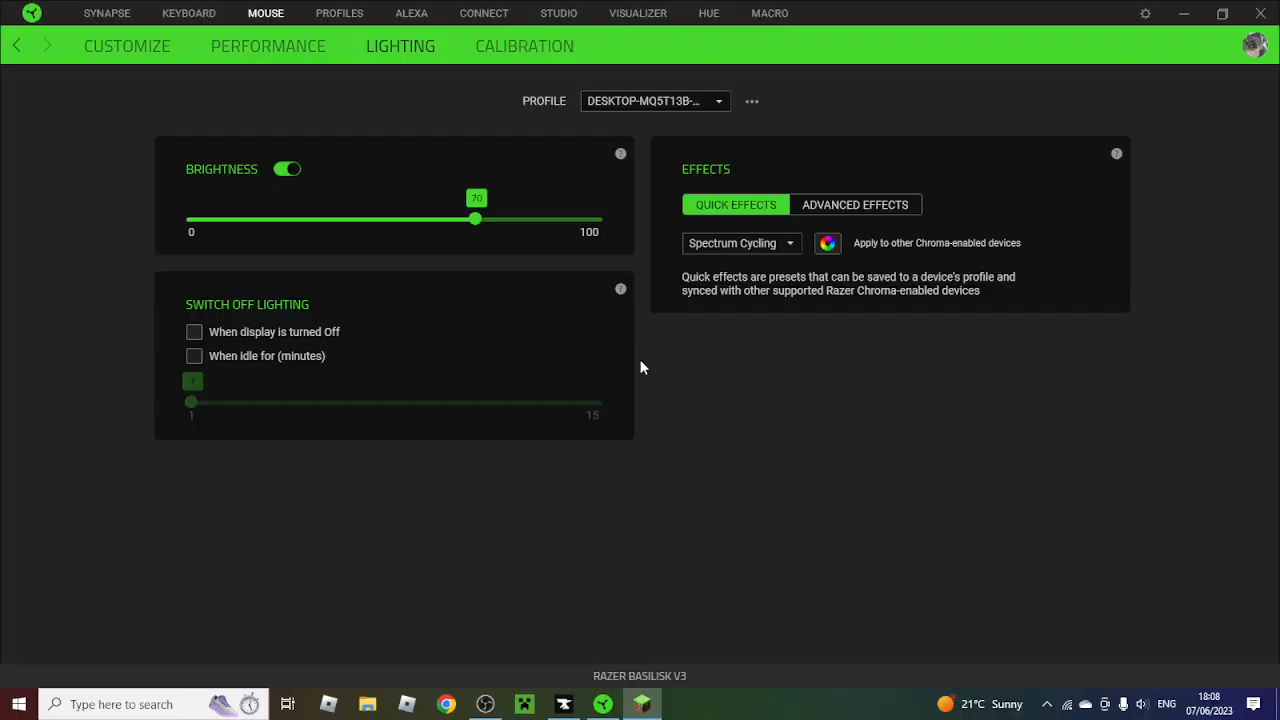 SYNAPSE KEYBOARD MOUSE PROFILES ALEXA CONNECT STUDIO VISUALIZER HUE MACRO
CUSTOMIZE PERFORMANCE LIGHTING CALIBRATION
PROFILE DESKTOP-MQ5T13B-... 
BRIGHTNESS
70
0 100
SWITCH OFF LIGHTING
When display is turned Off
When idle for (minutes)
1
1 15
EFFECTS
QUICK EFFECTS ADVANCED EFFECTS
Spectrum Cycling Apply to other Chroma-enabled devices
Quick effects are presets that can be saved to a device's profile and
synced with other supported Razer Chroma-enabled devices
RAZER BASILISK V3
Type here to search
21°C Sunny
ENG
18:08
07/06/2023